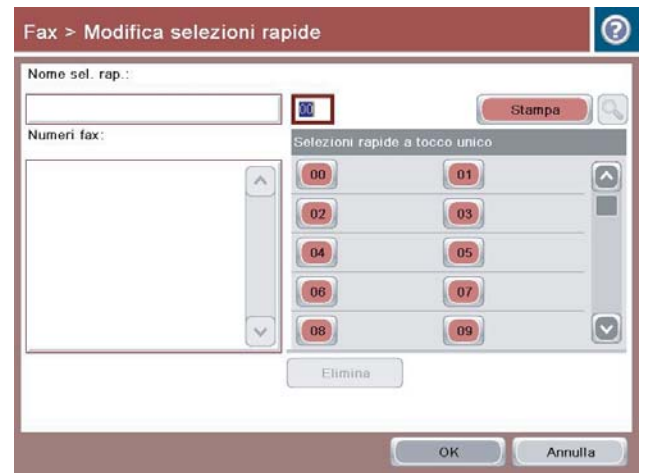 Fax > Modifica selezioni rapide
Nome sel. rap.:
00
Stampa
Numeri fax:
Selezioni rapide a tocco unico
00 01
02 03
04 05
06 07
08 09
Elimina
OK Annulla